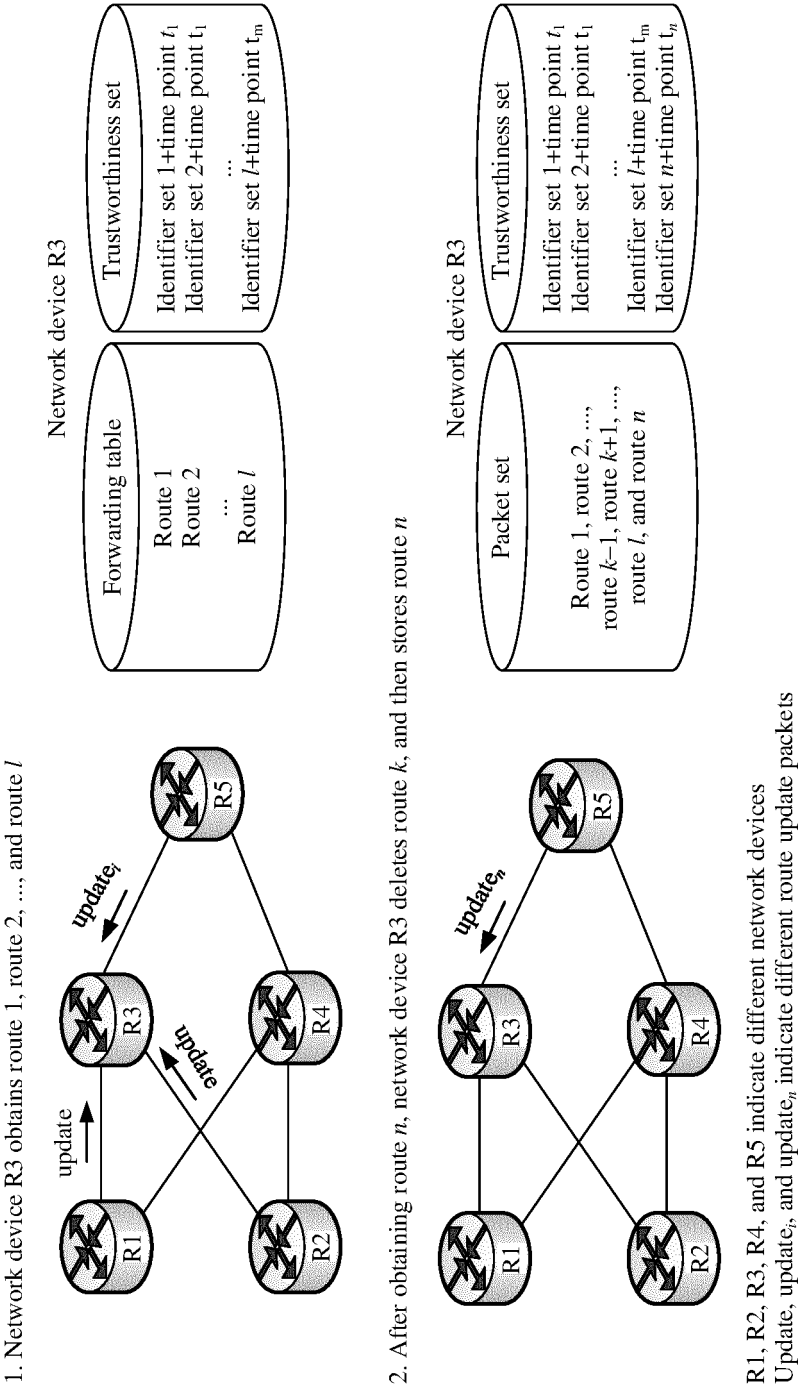 1. Network device R3 obtains route 1, route 2, ..., and route l
Network device R3
update
update
updateᵢ
R1
R2
R3
R4
R5
Forwarding table
Route 1
Route 2
...
Route l
Trustworthiness set
Identifier set 1+time point t₁
Identifier set 2+time point t₁
...
Identifier set l+time point tₘ
2. After obtaining route n, network device R3 deletes route k, and then stores route n
Network device R3
updateₙ
R1
R2
R3
R4
R5
Packet set
Route 1, route 2, ...,
route k–1, route k+1, ...,
route l, and route n
Trustworthiness set
Identifier set 1+time point t₁
Identifier set 2+time point t₁
...
Identifier set l+time point tₘ
Identifier set n+time point tₙ
R1, R2, R3, R4, and R5 indicate different network devices
Update, updateᵢ, and updateₙ indicate different route update packets